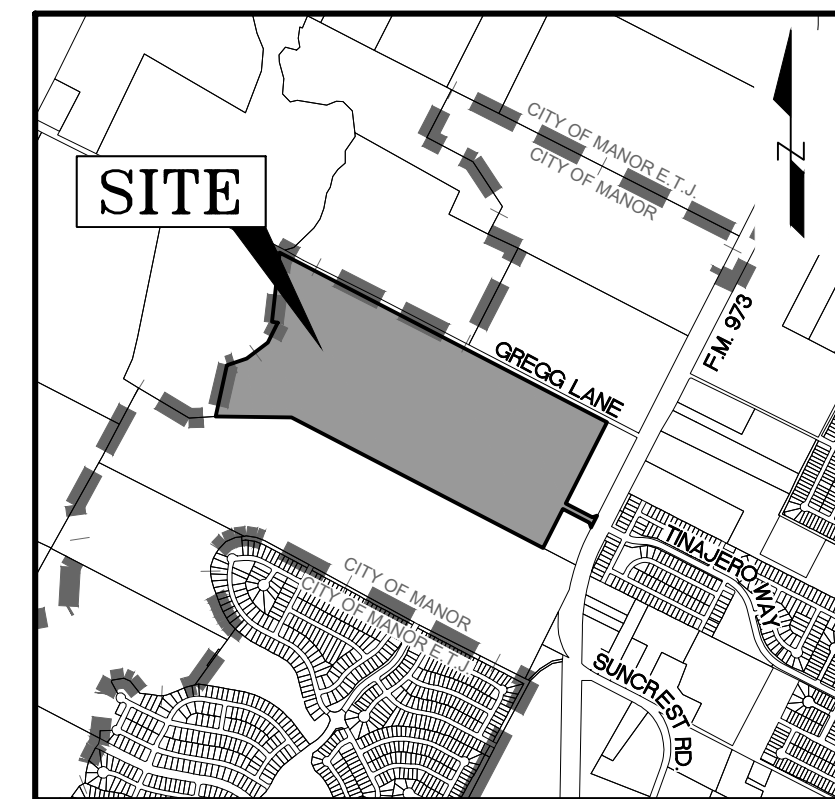 CITY OF MANOR E.T.J.
CITY OF MANOR
SITE
N
F.M. 973
GREGG LANE
TINAJERO WAY
CITY OF MANOR
CITY OF MANOR E.T.J.
SUNCREST RD.